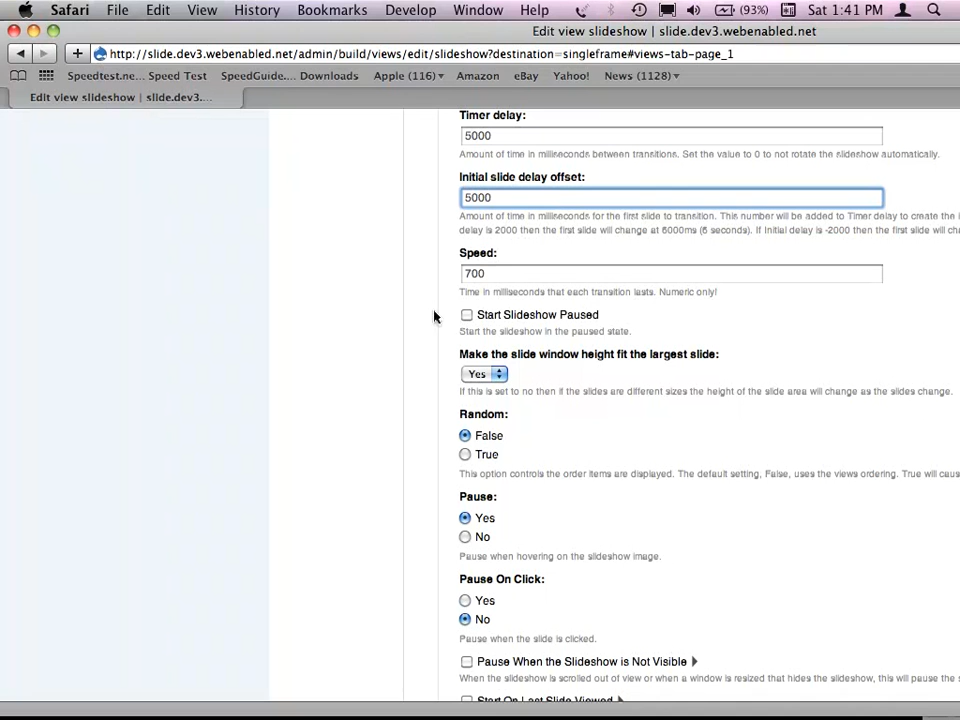 Safari File Edit View History Bookmarks Develop Window Help (93%) Sat 1:41 PM
Edit view slideshow | slide.dev3.webenabled.net
http://slide.dev3.webenabled.net/admin/build/views/edit/slideshow?destination=singleframe#views-tab-page_1
Speedtest.ne... Speed Test SpeedGuide.... Downloads Apple (116) Amazon eBay Yahoo! News (1128)
Edit view slideshow | slide.dev3....
Timer delay:
5000
Amount of time in milliseconds between transitions. Set the value to 0 to not rotate the slideshow automatically.
Initial slide delay offset:
5000
Amount of time in milliseconds for the first slide to transition. This number will be added to Timer delay to create the i
delay is 2000 then the first slide will change at 6000ms (6 seconds). If Initial delay is -2000 then the first slide will ch
Speed:
700
Time in milliseconds that each transition lasts. Numeric only!
Start Slideshow Paused
Start the slideshow in the paused state.
Make the slide window height fit the largest slide:
Yes
If this is set to no then if the slides are different sizes the height of the slide area will change as the slides change.
Random:
False
True
This option controls the order items are displayed. The default setting, False, uses the views ordering. True will caus
Pause:
Yes
No
Pause when hovering on the slideshow image.
Pause On Click:
Yes
No
Pause when the slide is clicked.
Pause When the Slideshow is Not Visible
When the slideshow is scrolled out of view or when a window is resized that hides the slideshow, this will pause the s
Start On Last Slide Viewed